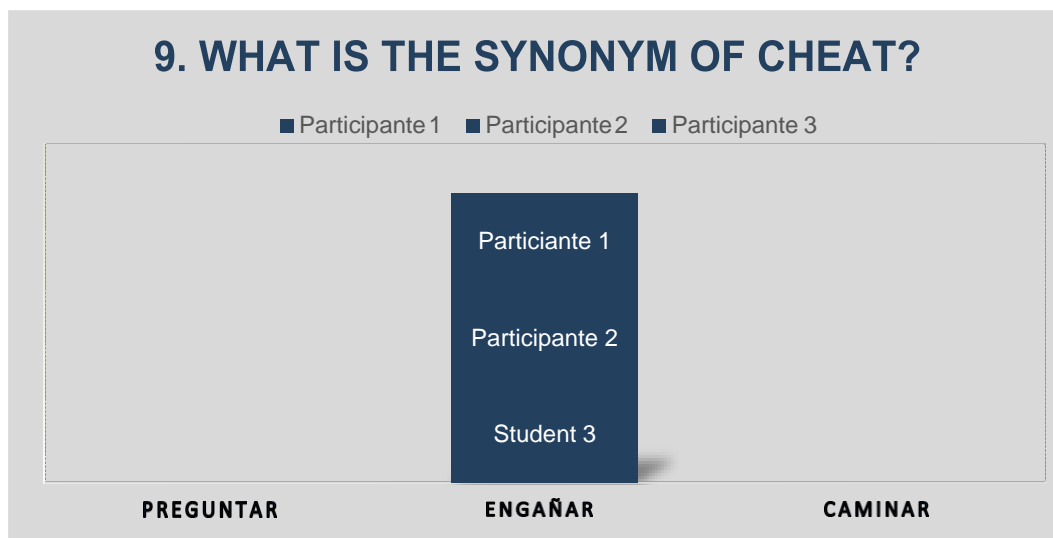 9. WHAT IS THE SYNONYM OF CHEAT?
Participante 1 Participante 2 Participante 3
Particiante 1
Participante 2
Student 3
PREGUNTAR ENGAÑAR CAMINAR